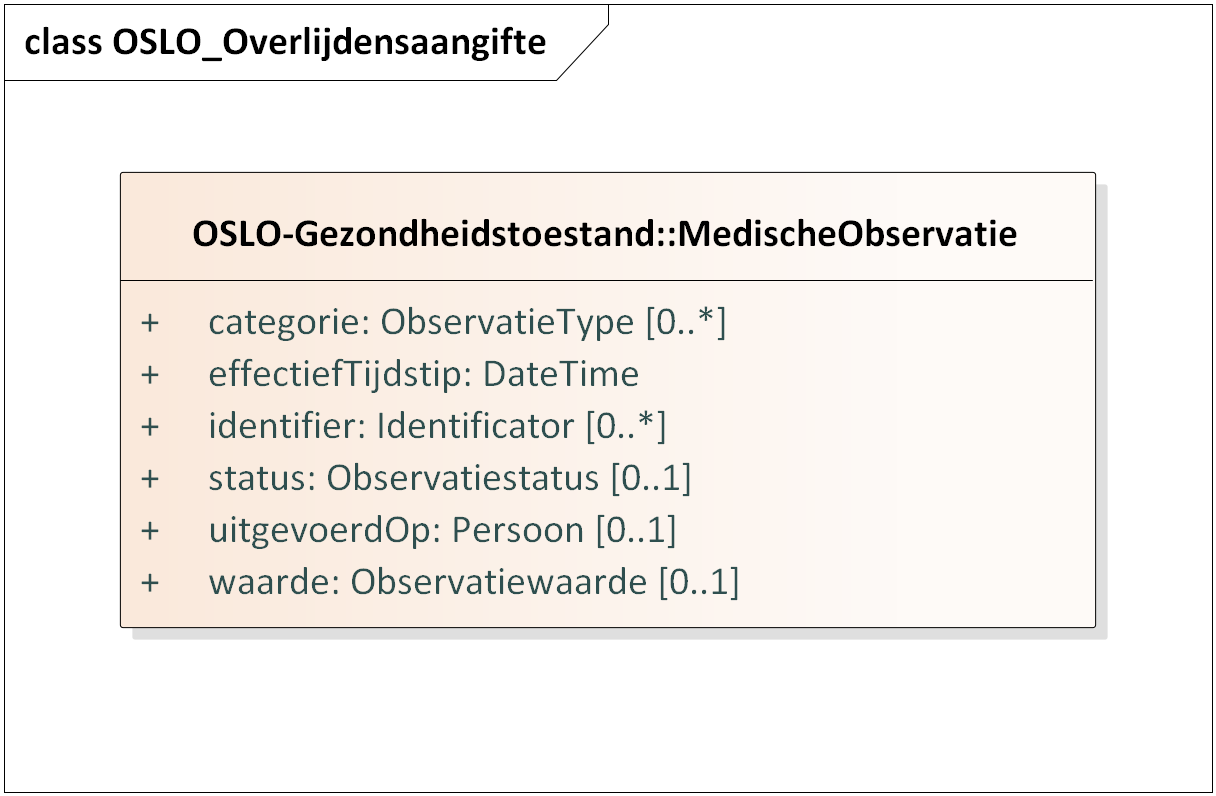 class OSLO_Overlijdensaangifte
OSLO-Gezondheidstoestand::MedischeObservatie
+ categorie: ObservatieType [0..*]
+ effectiefTijdstip: DateTime
+ identifier: Identificator [0..*]
+ status: Observatiestatus [0..1]
+ uitgevoerdOp: Persoon [0..1]
+ waarde: Observatiewaarde [0..1]